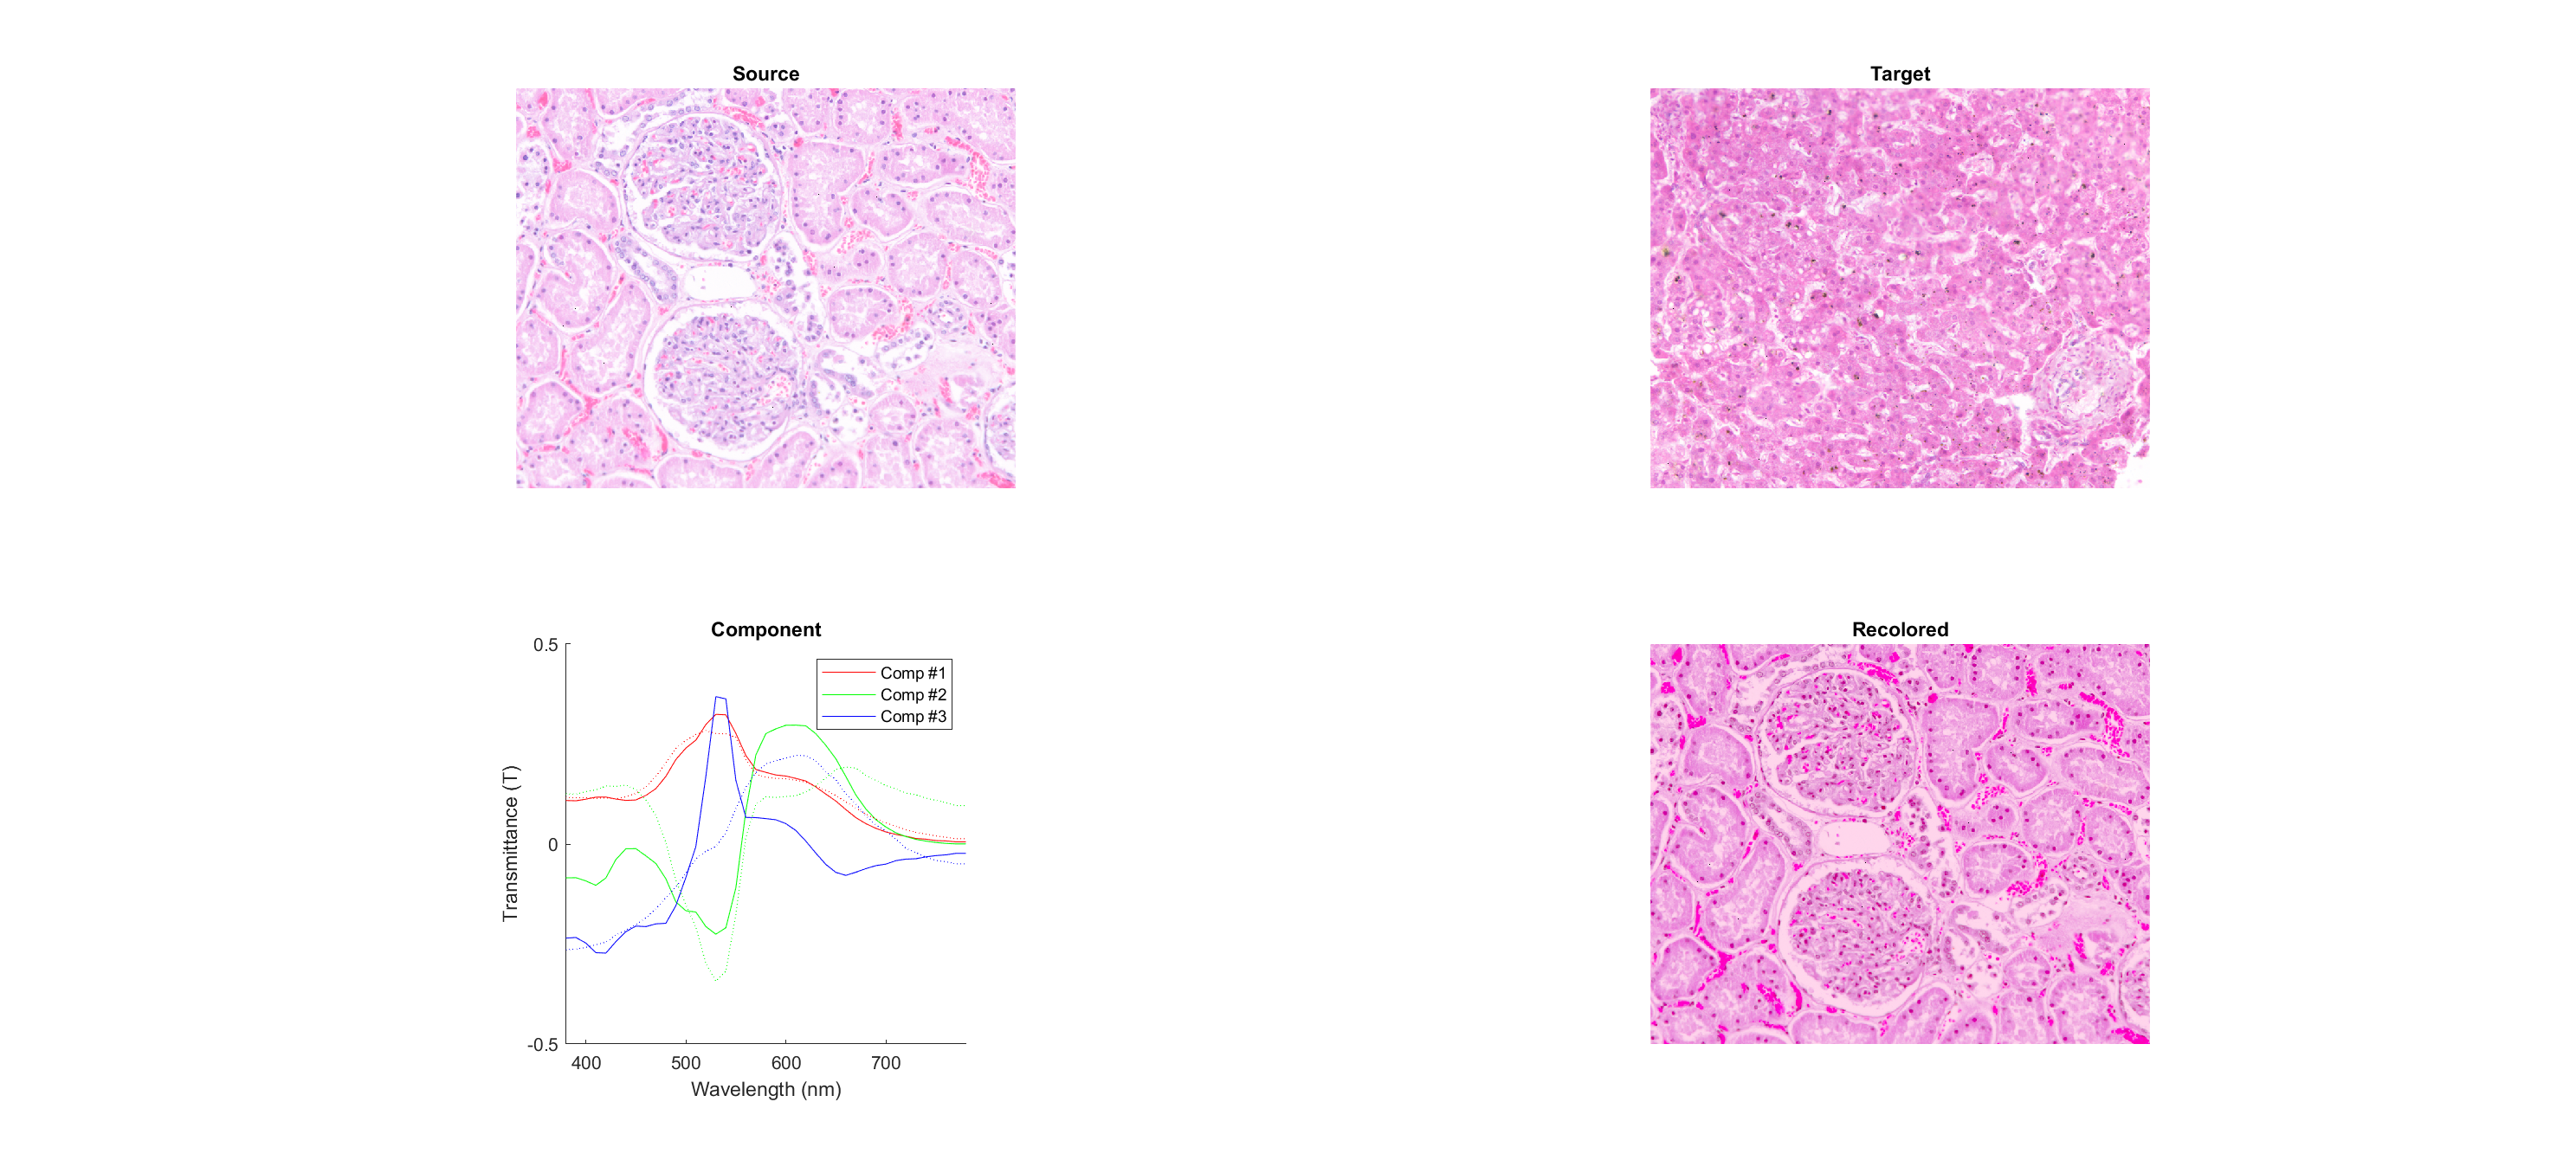 Source
Target
Component
0.5
0
-0.5
400 500 600 700
Wavelength (nm)
Transmittance (T)
Comp #1
Comp #2
Comp #3
Recolored